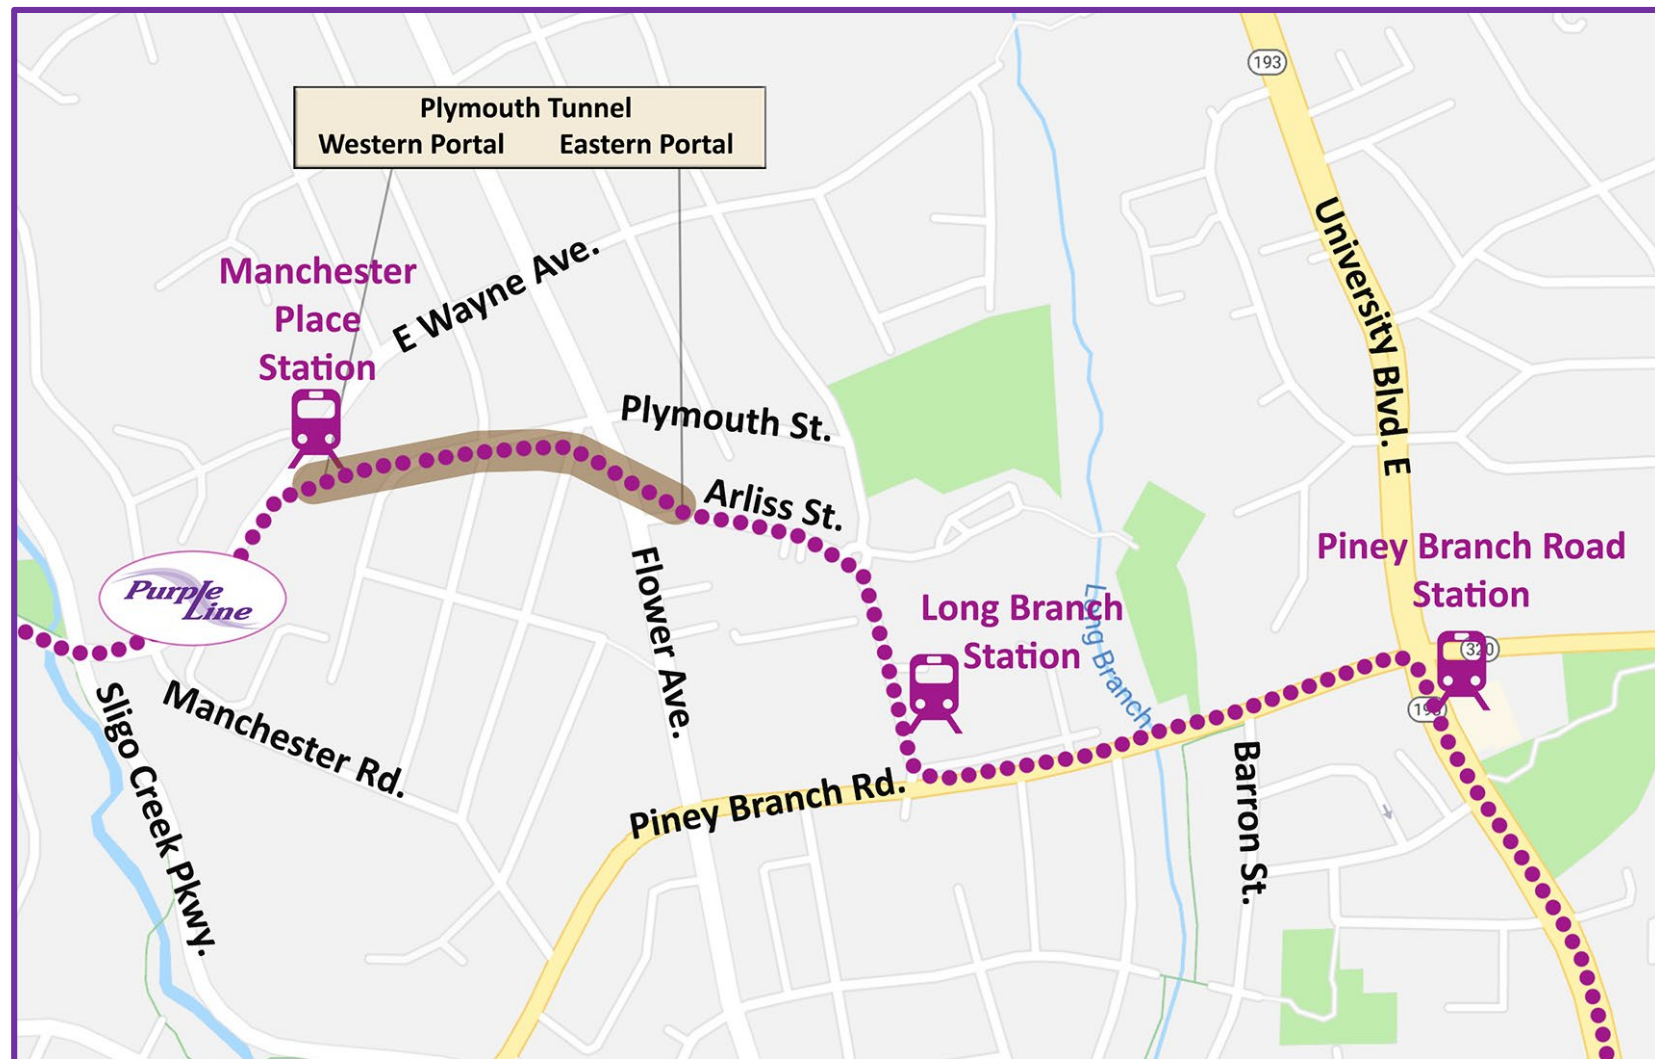 193
Plymouth Tunnel
Western Portal Eastern Portal
University Blvd. E
Manchester
Place
Station
E Wayne Ave.
Plymouth St.
Arliss St.
Piney Branch Road
Station
Purple
Line
Flower Ave.
Long Branch
Station
Long Branch
320
193
Sligo Creek Pkwy.
Manchester Rd.
Piney Branch Rd.
Barron St.